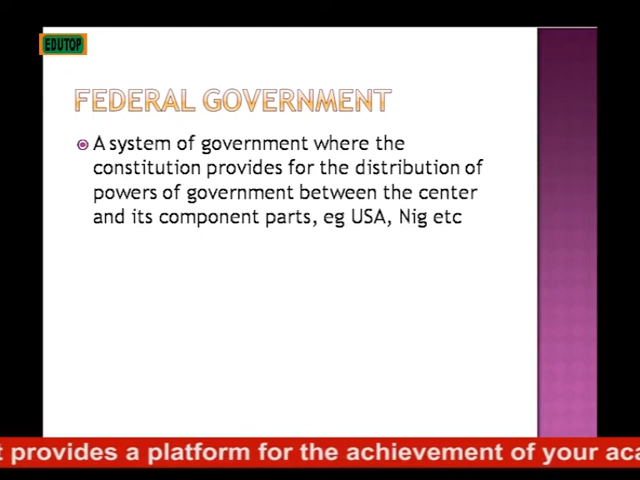 EDUTOP
FEDERAL GOVERNMENT
A system of government where the
constitution provides for the distribution of
powers of government between the center
and its component parts, eg USA, Nig etc
provides a platform for the achievement of your